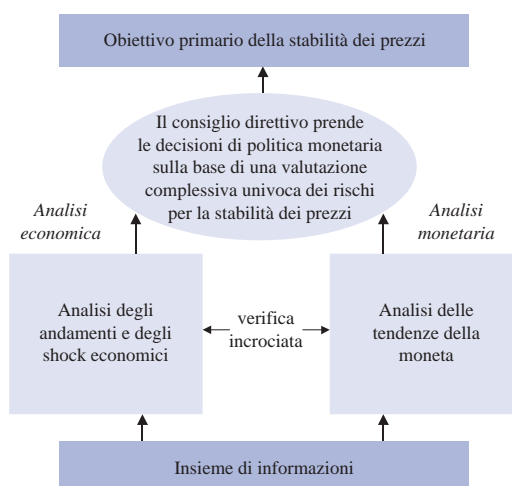 Obiettivo primario della stabilità dei prezzi
Il consiglio direttivo prende
le decisioni di politica monetaria
sulla base di una valutazione
complessiva univoca dei rischi
per la stabilità dei prezzi
Analisi
economica
Analisi
monetaria
Analisi degli
andamenti e degli
shock economici
verifica
incrociata
Analisi delle
tendenze della
moneta
Insieme di informazioni